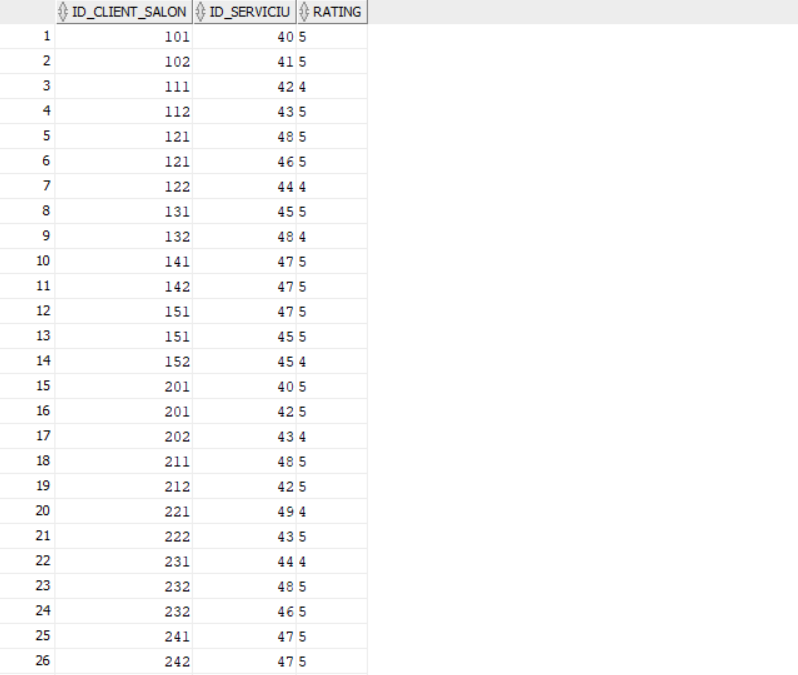 ID_CLIENT_SALON ID_SERVICIU RATING
1 101 40 5
2 102 41 5
3 111 42 4
4 112 43 5
5 121 48 5
6 121 46 5
7 122 44 4
8 131 45 5
9 132 48 4
10 141 47 5
11 142 47 5
12 151 47 5
13 151 45 5
14 152 45 4
15 201 40 5
16 201 42 5
17 202 43 4
18 211 48 5
19 212 42 5
20 221 49 4
21 222 43 5
22 231 44 4
23 232 48 5
24 232 46 5
25 241 47 5
26 242 47 5